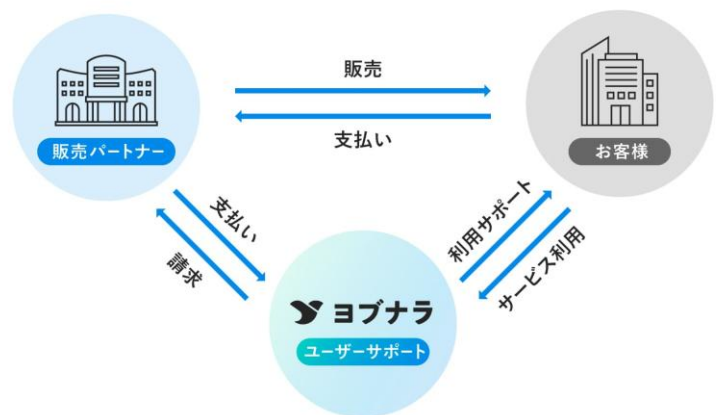 販売
支払い
販売パートナー
お客様
支払い
請求
利用サポート
サービス利用
ヨブナラ
ユーザーサポート